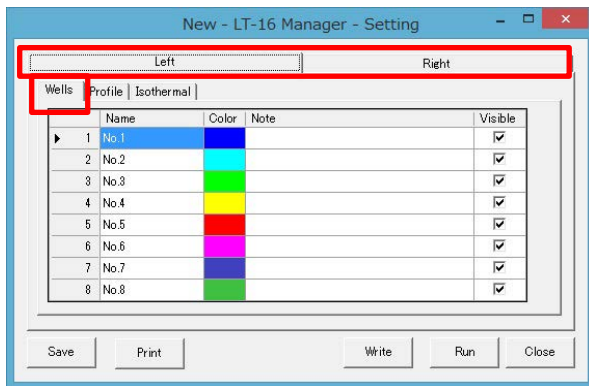 New - LT-16 Manager - Setting
Left Right
Wells Profile Isothermal
Name Color Note Visible
1 No.1
2 No.2
3 No.3
4 No.4
5 No.5
6 No.6
7 No.7
8 No.8
Save Print Write Run Close